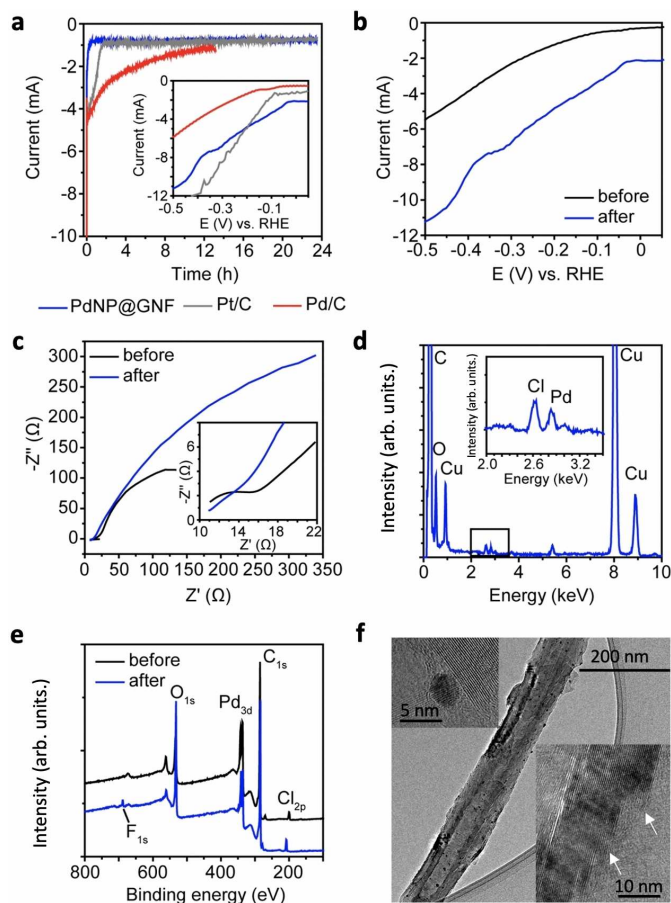 a
0
-2
-4
-6
-8
-10
Current (mA)
0 4 8 12 16 20 24
Time (h)
0
-4
-8
-12
Current (mA)
-0.5 -0.3 -0.1
E (V) vs. RHE
PdNP@GNF Pt/C Pd/C
b
0
-2
-4
-6
-8
-10
-12
Current (mA)
before
after
-0.5 -0.4 -0.3 -0.2 -0.1 0
E (V) vs. RHE
c
before
after
300
250
200
150
100
50
0
-Z" (Ω)
0 50 100 150 200 250 300 350
Z' (Ω)
8
6
4
2
0
-Z" (Ω)
10 12 14 16 18 20 22
Z' (Ω)
d
C
O
Cu
Cu
Cu
Intensity (arb. units.)
0 2 4 6 8 10
Energy (keV)
Cl
Pd
Intensity (arb. units.)
2.0 2.6 3.2
Energy (keV)
e
before
after
C1s
O1s
Pd3d
Cl2p
F1s
Intensity (arb. units.)
800 600 400 200
Binding energy (eV)
f
200 nm
5 nm
10 nm